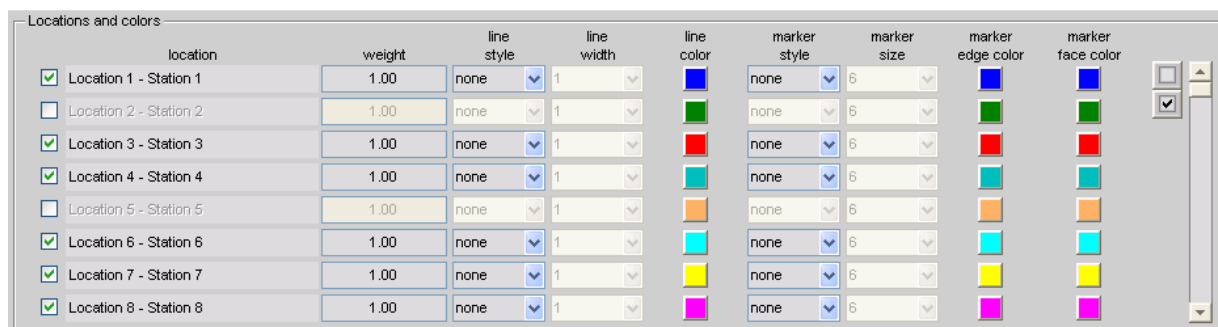 Locations and colors
line line line marker marker marker marker
location weight style width color style size edge color face color
Location 1 - Station 1 1.00 none 1 none 6
Location 2 - Station 2 1.00 none 1 none 6
Location 3 - Station 3 1.00 none 1 none 6
Location 4 - Station 4 1.00 none 1 none 6
Location 5 - Station 5 1.00 none 1 none 6
Location 6 - Station 6 1.00 none 1 none 6
Location 7 - Station 7 1.00 none 1 none 6
Location 8 - Station 8 1.00 none 1 none 6